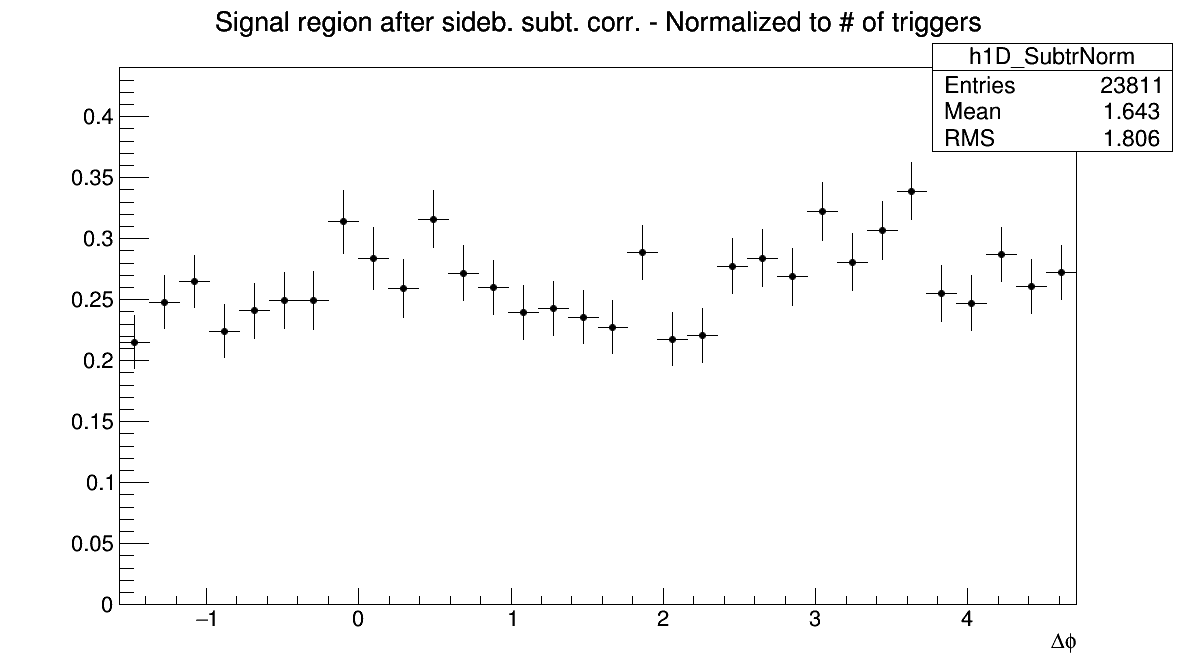 Signal region after sideb. subt. corr. - Normalized to # of triggers
h1D_SubtrNorm
Entries 23811
Mean 1.643
RMS 1.806
0.4
0.35
0.3
0.25
0.2
0.15
0.1
0.05
0
−1 0 1 2 3 4
Δϕ